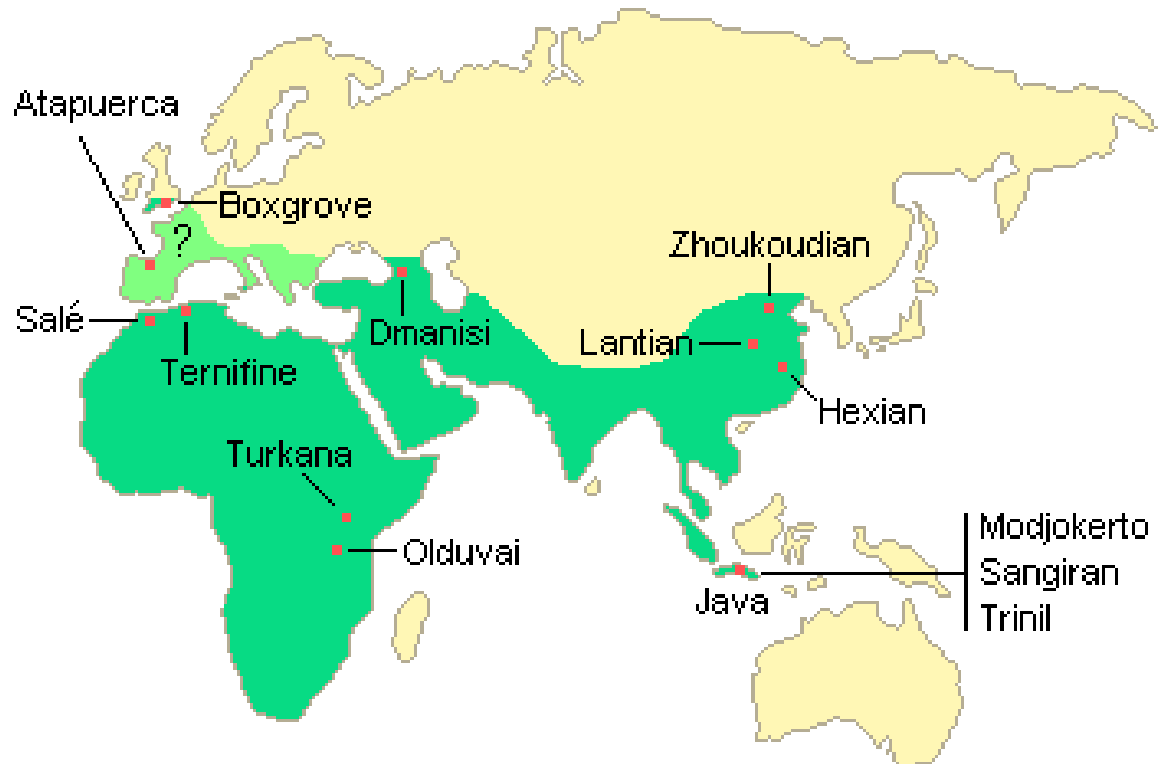 Atapuerca
Boxgrove
?
Zhoukoudian
Salé
Dmanisi
Lantian
Ternifine
Hexian
Turkana
Olduvai
Modjokerto
Sangiran
Java
Trinil